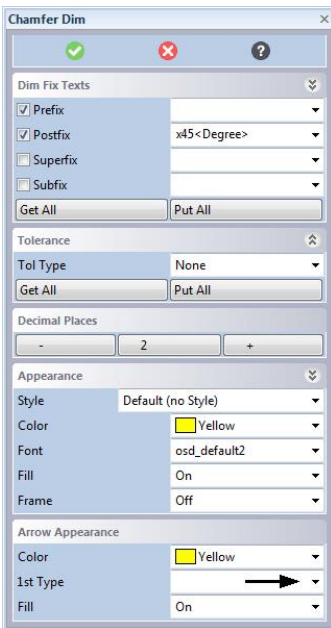 Chamfer Dim ×
?
Dim Fix Texts
Prefix
Postfix x45<Degree>
Superfix
Subfix
Get All Put All
Tolerance
Tol Type None
Get All Put All
Decimal Places
- 2 +
Appearance
Style Default (no Style)
Color Yellow
Font osd_default2
Fill On
Frame Off
Arrow Appearance
Color Yellow
1st Type
Fill On